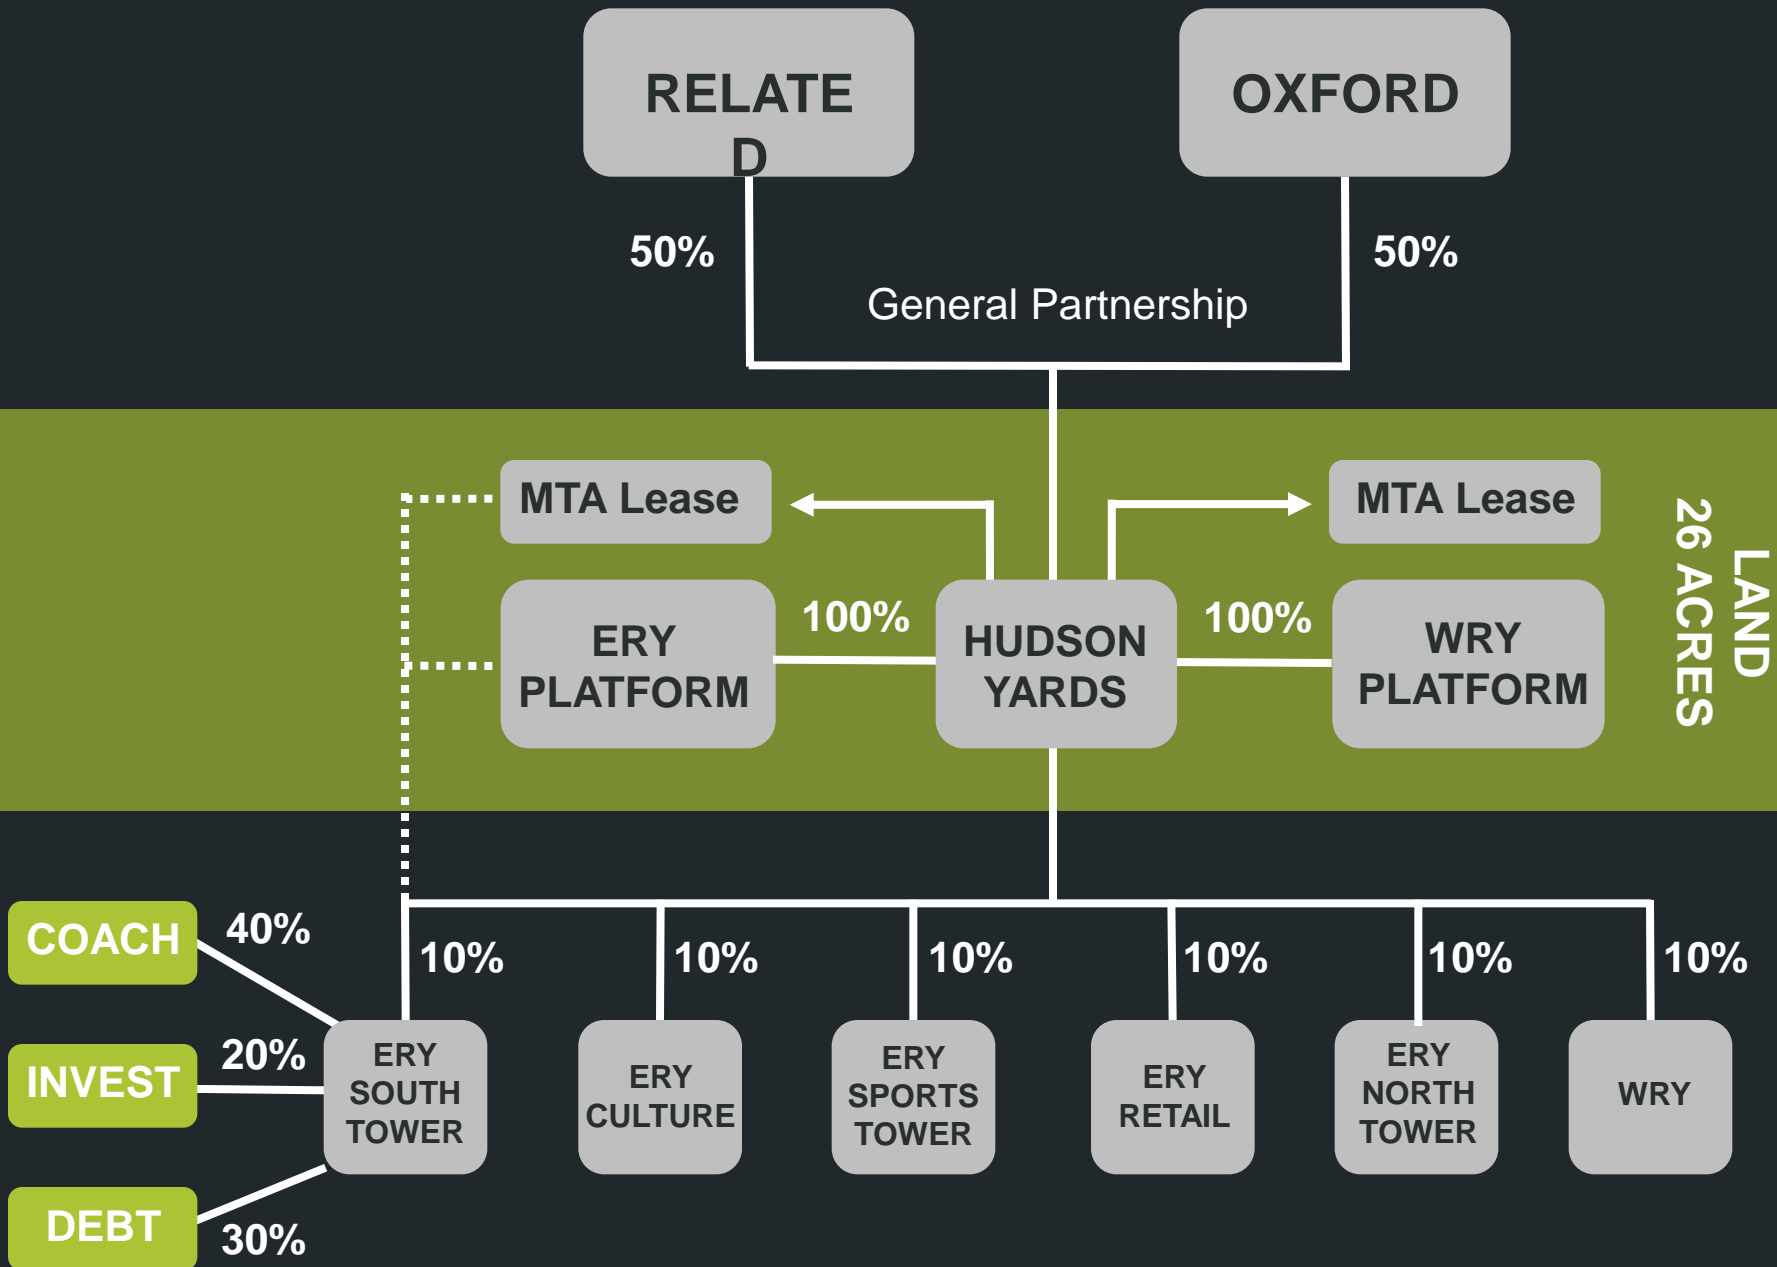 RELATE
D
OXFORD
50%
50%
General Partnership
MTA Lease
MTA Lease
LAND
26 ACRES
ERY
PLATFORM
100%
HUDSON
YARDS
100%
WRY
PLATFORM
COACH
40%
10%
10%
10%
10%
10%
10%
INVEST
20%
DEBT
30%
ERY
SOUTH
TOWER
ERY
CULTURE
ERY
SPORTS
TOWER
ERY
RETAIL
ERY
NORTH
TOWER
WRY